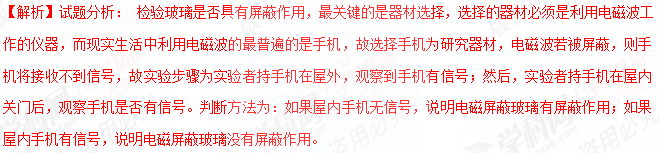 【解析】试题分析： 检验玻璃是否具有屏蔽作用，最关键的是器材选择，选择的器材必须是利用电磁波工
作的仪器，而现实生活中利用电磁波的最普遍的是手机，故选择手机为研究器材，电磁波若被屏蔽，则手
机将接收不到信号，故实验步骤为实验者持手机在屋外，观察到手机有信号；然后，实验者持手机在屋内
关门后，观察手机是否有信号。判断方法为：如果屋内手机无信号，说明电磁屏蔽玻璃有屏蔽作用；如果
屋内手机有信号，说明电磁屏蔽玻璃没有屏蔽作用。